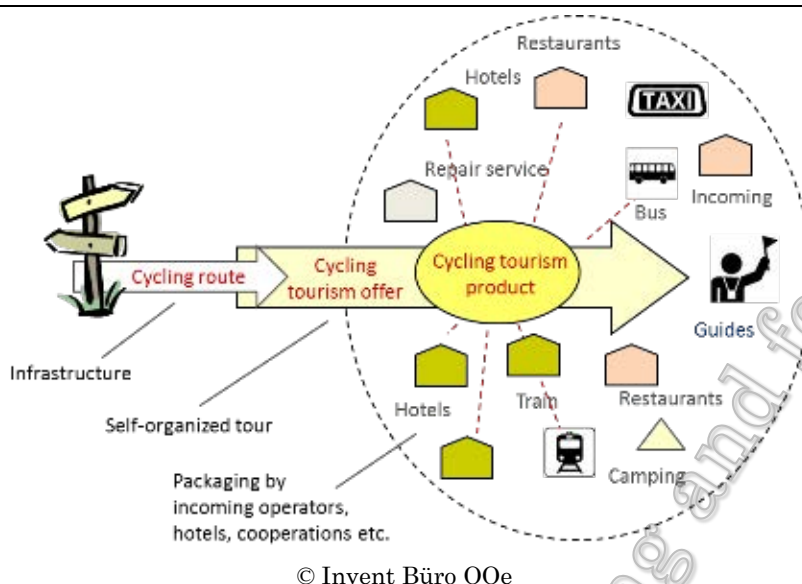 Restaurants
Hotels
TAXI
Repair service
Bus
Incoming
Cycling route
Cycling
tourism offer
Cycling tourism
product
Guides
Infrastructure
Hotels
Train
Restaurants
Self-organized tour
Camping
Packaging by
incoming operators,
hotels, cooperations etc.
and
© Invent Büro OOe